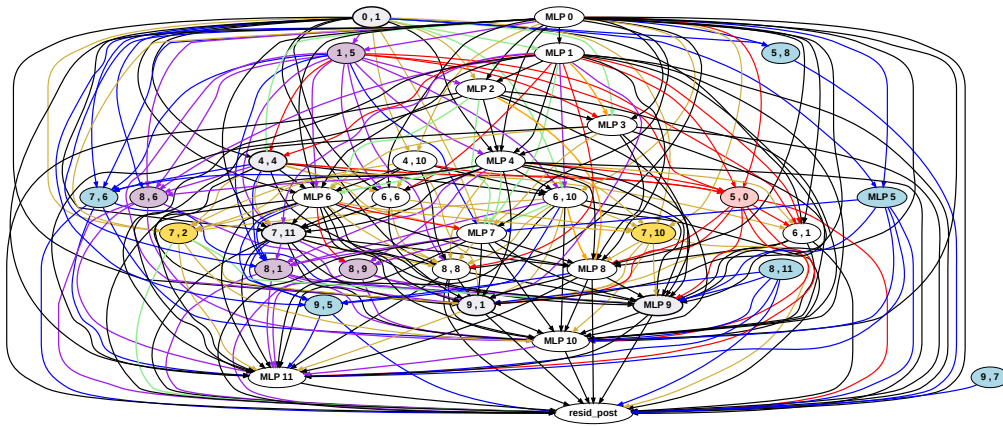 0 , 1 MLP 0
1 , 5 MLP 1 5 , 8
MLP 2
MLP 3
4 , 4 4 , 10 MLP 4
7 , 6 8 , 6 MLP 6 6 , 6 6 , 10 5 , 0 MLP 5
7 , 2 7 , 11 MLP 7 7 , 10 6 , 1
8 , 1 8 , 9 8 , 8 MLP 8 8 , 11
9 , 5 9 , 1 MLP 9
MLP 10
MLP 11 9 , 7
resid_post